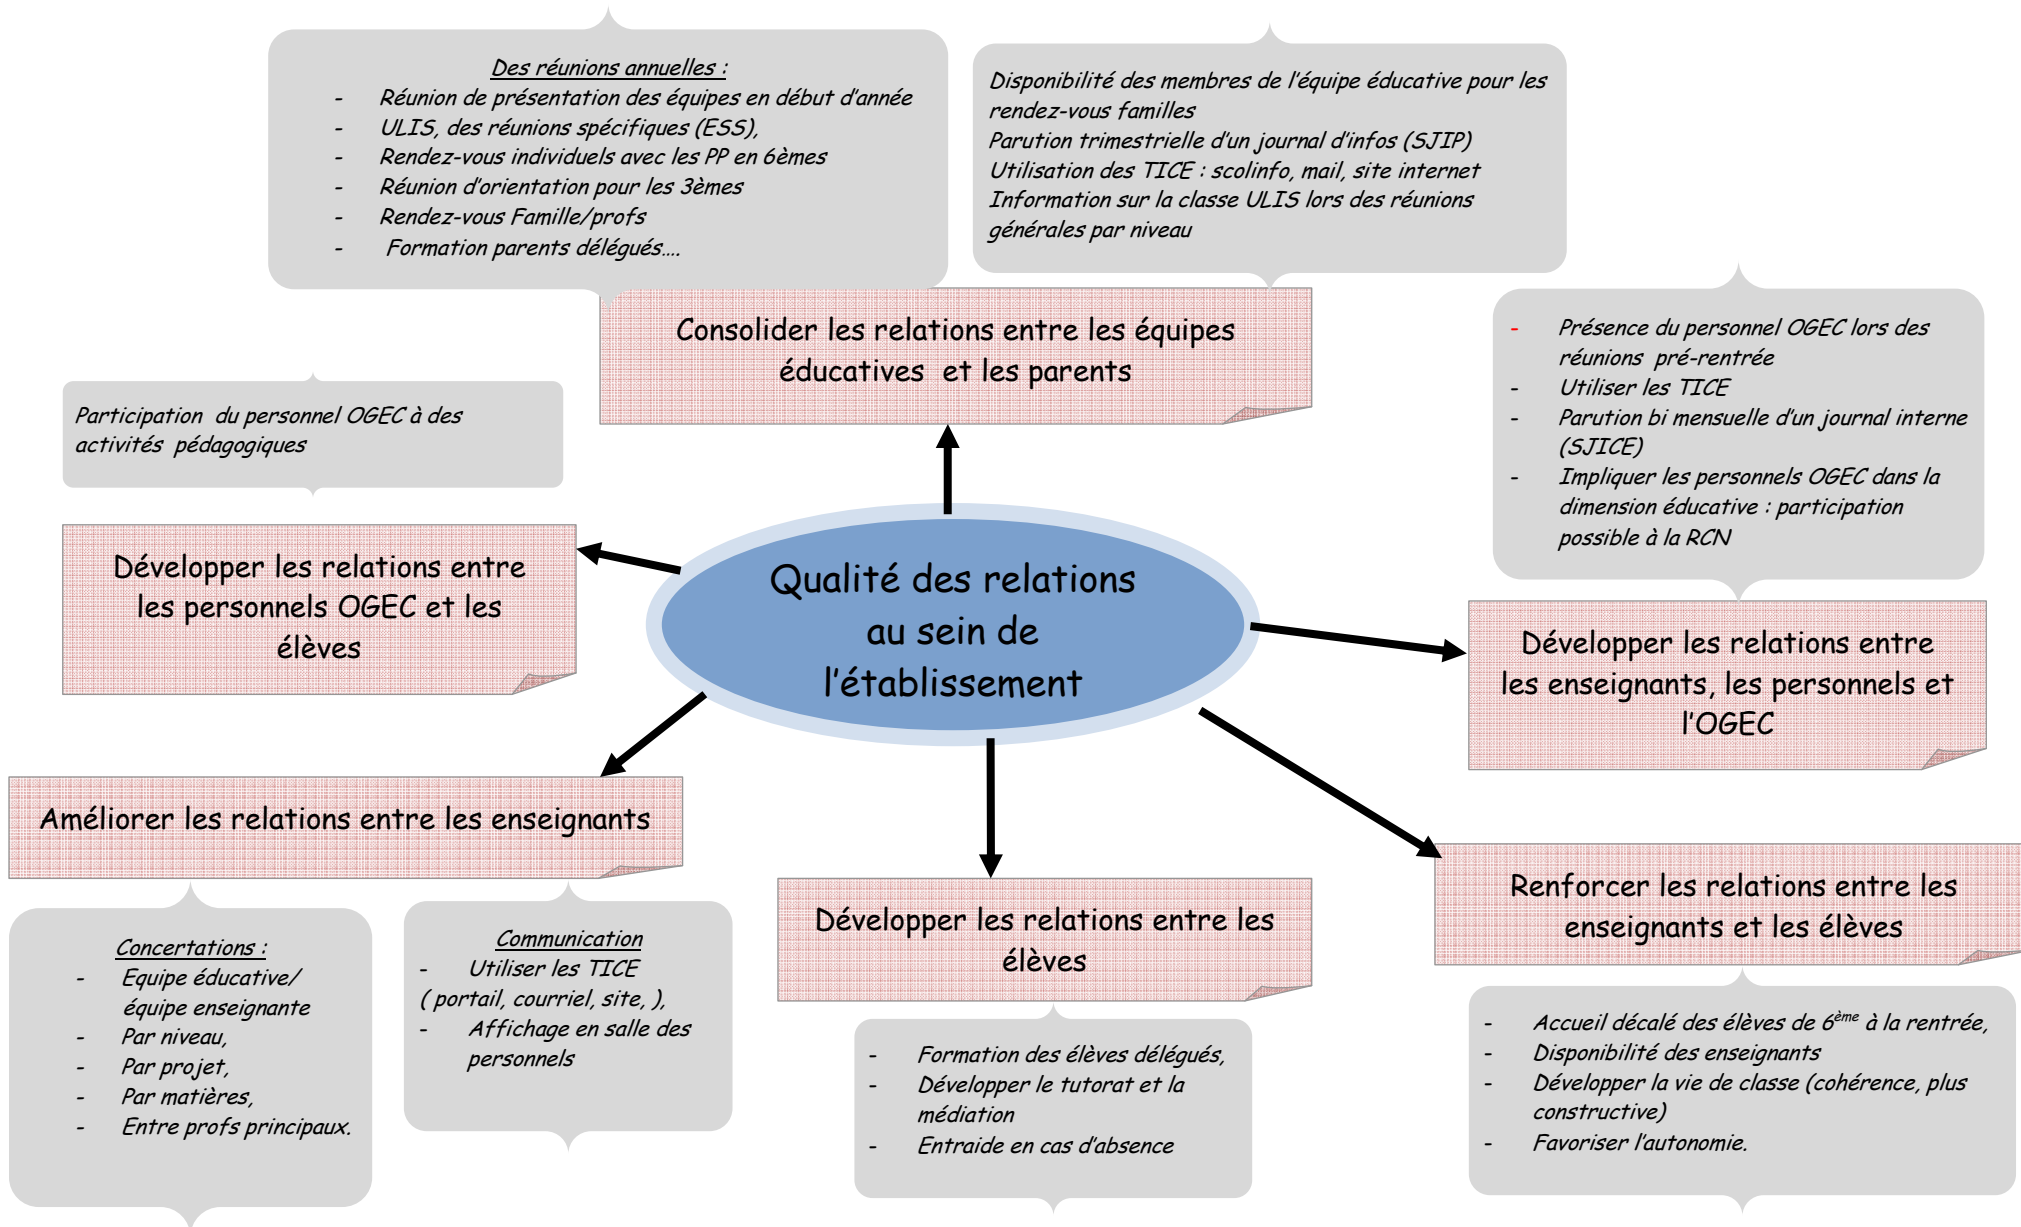 Des réunions annuelles :
- Réunion de présentation des équipes en début d'année
- ULIS, des réunions spécifiques (ESS),
- Rendez-vous individuels avec les PP en 6èmes
- Réunion d'orientation pour les 3èmes
- Rendez-vous Famille/profs
- Formation parents délégués….
Disponibilité des membres de l'équipe éducative pour les
rendez-vous familles
Parution trimestrielle d'un journal d'infos (SJIP)
Utilisation des TICE : scolinfo, mail, site internet
Information sur la classe ULIS lors des réunions
générales par niveau
Consolider les relations entre les équipes
éducatives et les parents
- Présence du personnel OGEC lors des
réunions pré-rentrée
- Utiliser les TICE
- Parution bi mensuelle d'un journal interne
(SJICE)
- Impliquer les personnels OGEC dans la
dimension éducative : participation
possible à la RCN
Participation du personnel OGEC à des
activités pédagogiques
Développer les relations entre
les personnels OGEC et les
élèves
Qualité des relations
au sein de
l'établissement
Développer les relations entre
les enseignants, les personnels et
l'OGEC
Améliorer les relations entre les enseignants
Développer les relations entre les
élèves
Renforcer les relations entre les
enseignants et les élèves
Concertations :
- Equipe éducative/
équipe enseignante
- Par niveau,
- Par projet,
- Par matières,
- Entre profs principaux.
Communication
- Utiliser les TICE
( portail, courriel, site, ),
- Affichage en salle des
personnels
- Formation des élèves délégués,
- Développer le tutorat et la
médiation
- Entraide en cas d'absence
- Accueil décalé des élèves de 6ème à la rentrée,
- Disponibilité des enseignants
- Développer la vie de classe (cohérence, plus
constructive)
- Favoriser l'autonomie.